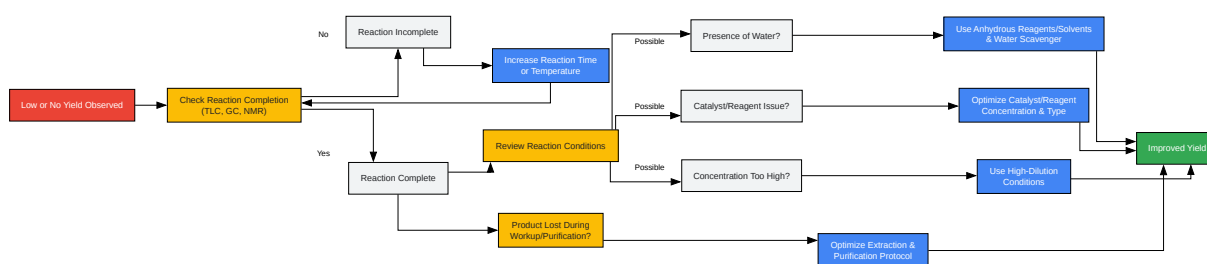 No
Reaction Incomplete
Possible
Presence of Water?
Use Anhydrous Reagents/Solvents
& Water Scavenger
Increase Reaction Time
or Temperature
Low or No Yield Observed
Check Reaction Completion
(TLC, GC, NMR)
Possible
Catalyst/Reagent Issue?
Optimize Catalyst/Reagent
Concentration & Type
Yes
Review Reaction Conditions
Improved Yield
Reaction Complete
Possible
Concentration Too High?
Use High-Dilution
Conditions
Product Lost During
Workup/Purification?
Optimize Extraction &
Purification Protocol